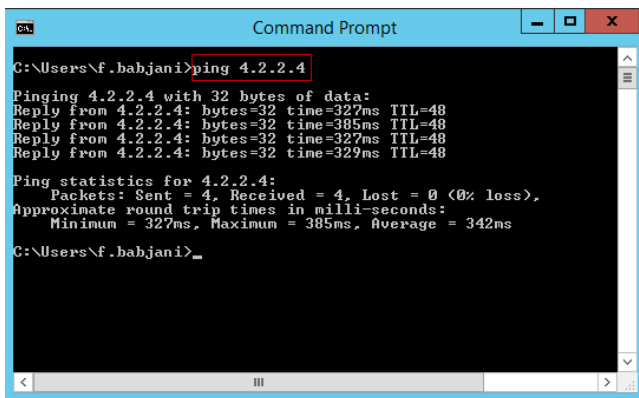 Command Prompt
C:\Users\f.babjani>ping 4.2.2.4
Pinging 4.2.2.4 with 32 bytes of data:
Reply from 4.2.2.4: bytes=32 time=327ms TTL=48
Reply from 4.2.2.4: bytes=32 time=385ms TTL=48
Reply from 4.2.2.4: bytes=32 time=327ms TTL=48
Reply from 4.2.2.4: bytes=32 time=329ms TTL=48
Ping statistics for 4.2.2.4:
    Packets: Sent = 4, Received = 4, Lost = 0 (0% loss),
Approximate round trip times in milli-seconds:
    Minimum = 327ms, Maximum = 385ms, Average = 342ms
C:\Users\f.babjani>_